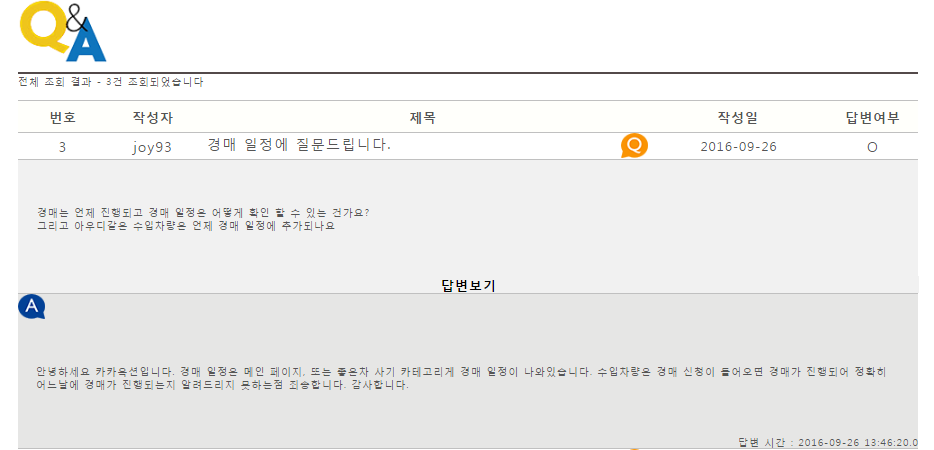 Q&A
전체 조회 결과 - 3건 조회되었습니다
번호 작성자 제목 작성일 답변여부
3 joy93 경매 일정에 질문드립니다. Q 2016-09-26 O
경매는 언제 진행되고 경매 일정은 어떻게 확인 할 수 있는 건가요?
그리고 아우디같은 수입차량은 언제 경매 일정에 추가되나요
답변보기
A
안녕하세요 카카옥션입니다. 경매 일정은 메인 페이지, 또는 좋은차 사기 카테고리게 경매 일정이 나와있습니다. 수입차량은 경매 신청이 들어오면 경매가 진행되어 정확히
어느날에 경매가 진행되는지 알려드리지 못하는점 죄송합니다. 감사합니다.
답변 시간 : 2016-09-26 13:46:20.0